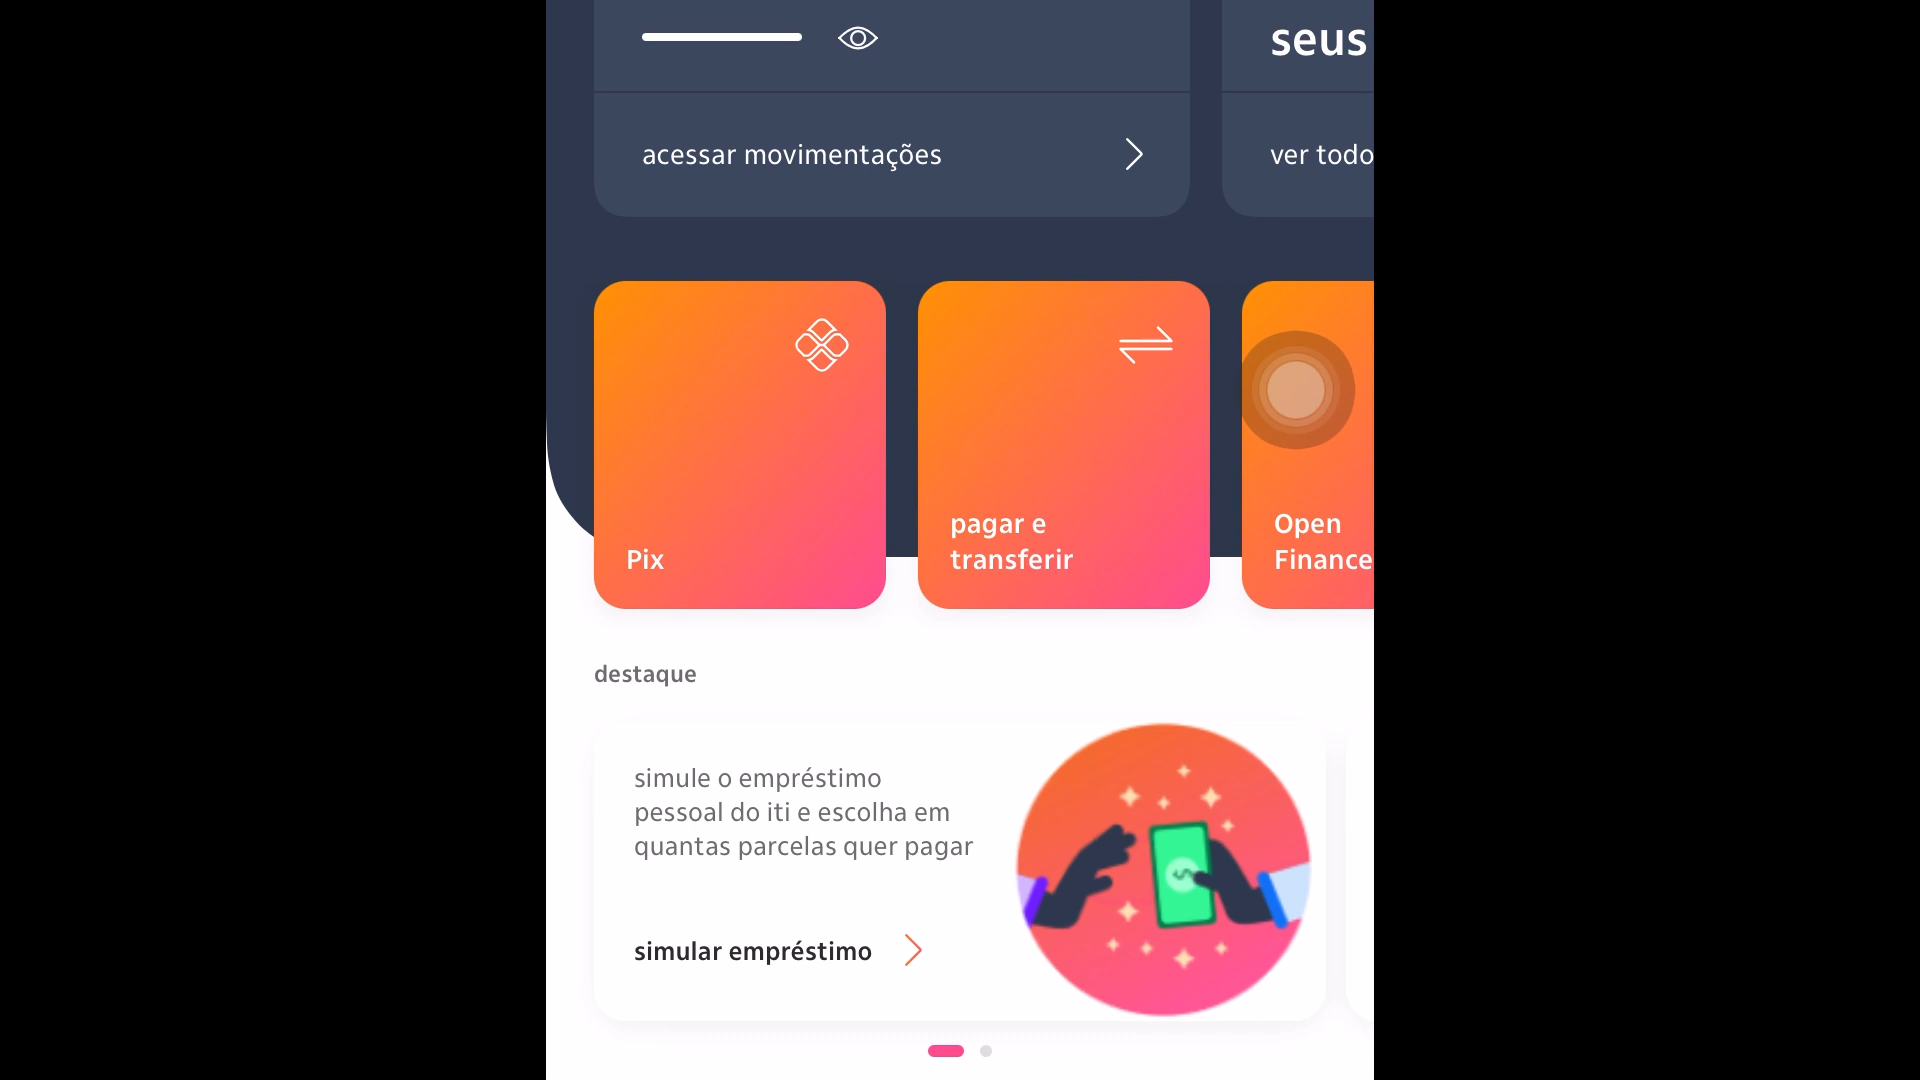 seus
acessar movimentações
ver todo
Pix
pagar e
transferir
Open
Finance
destaque
simule o empréstimo
pessoal do iti e escolha em
quantas parcelas quer pagar
simular empréstimo